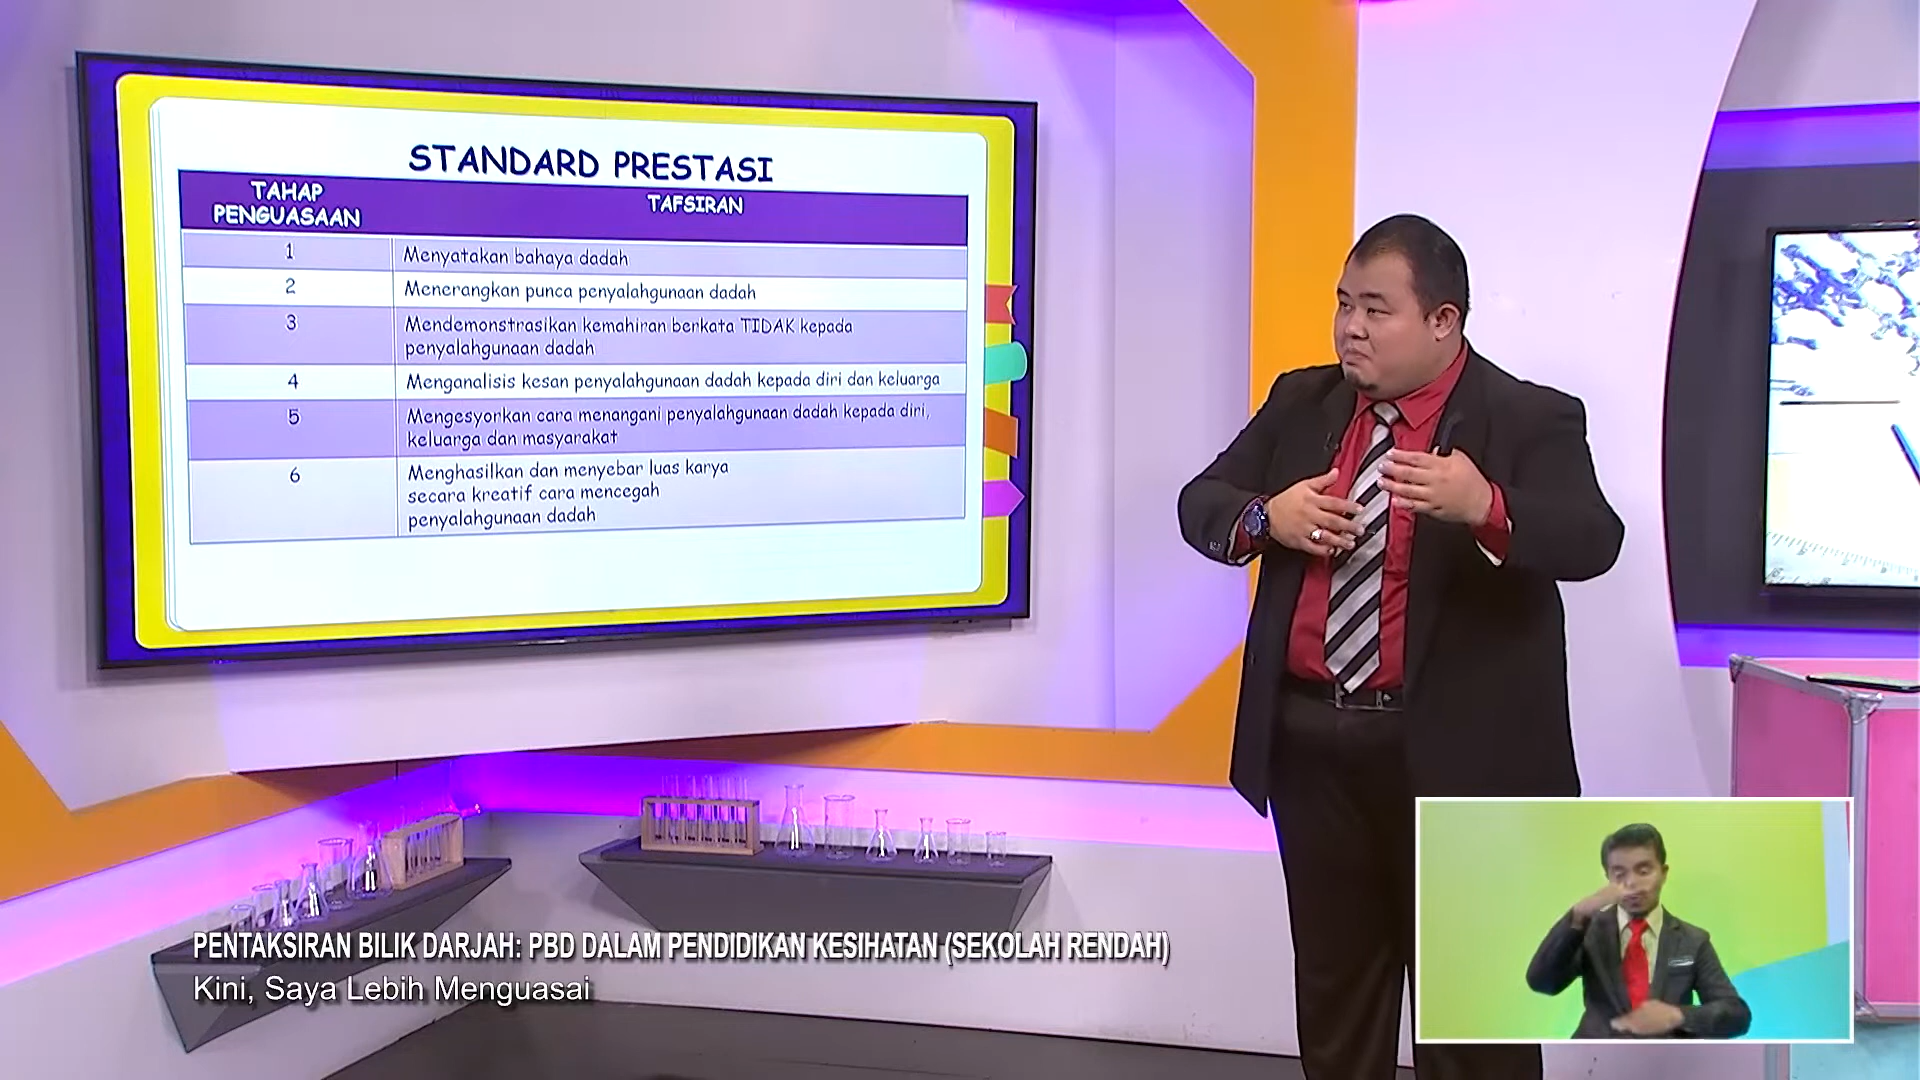 STANDARD PRESTASI
TAHAP
PENGUASAAN
TAFSIRAN
1
Menyatakan bahaya dadah
2
Menerangkan punca penyalahgunaan dadah
3
Mendemonstrasikan kemahiran berkata TIDAK kepada
penyalahgunaan dadah
4
Menganalisis kesan penyalahgunaan dadah kepada diri dan keluarga
5
Mengesyorkan cara menangani penyalahgunaan dadah kepada diri,
keluarga dan masyarakat
6
Menghasilkan dan menyebar luas karya
secara kreatif cara mencegah
penyalahgunaan dadah
PENTAKSIRAN BILIK DARJAH: PBD DALAM PENDIDIKAN KESIHATAN (SEKOLAH RENDAH)
Kini, Saya Lebih Menguasai